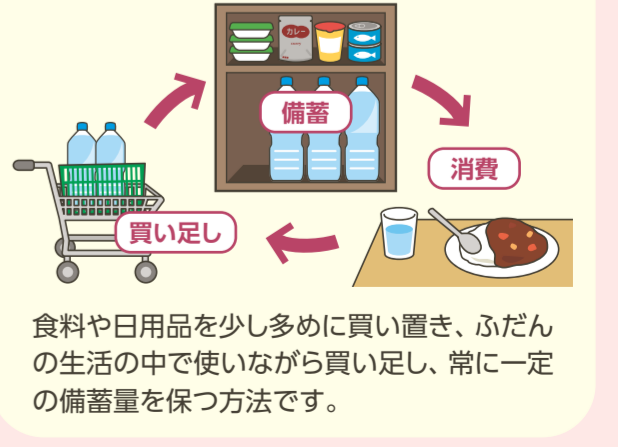 カレー
備蓄
消費
買い足し
食料や日用品を少し多めに買い置き、ふだん
の生活の中で使いながら買い足し、常に一定
の備蓄量を保つ方法です。